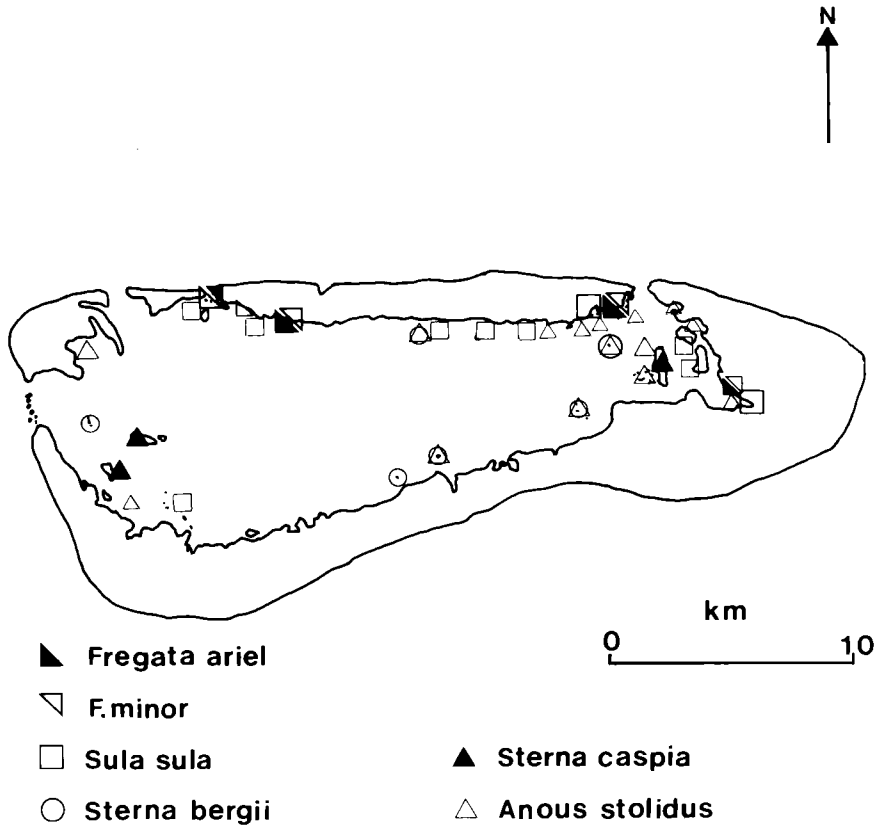 N
km
0 10
Fregata ariel
F.minor
Sula sula
Sterna bergii
Sterna caspia
Anous stolidus